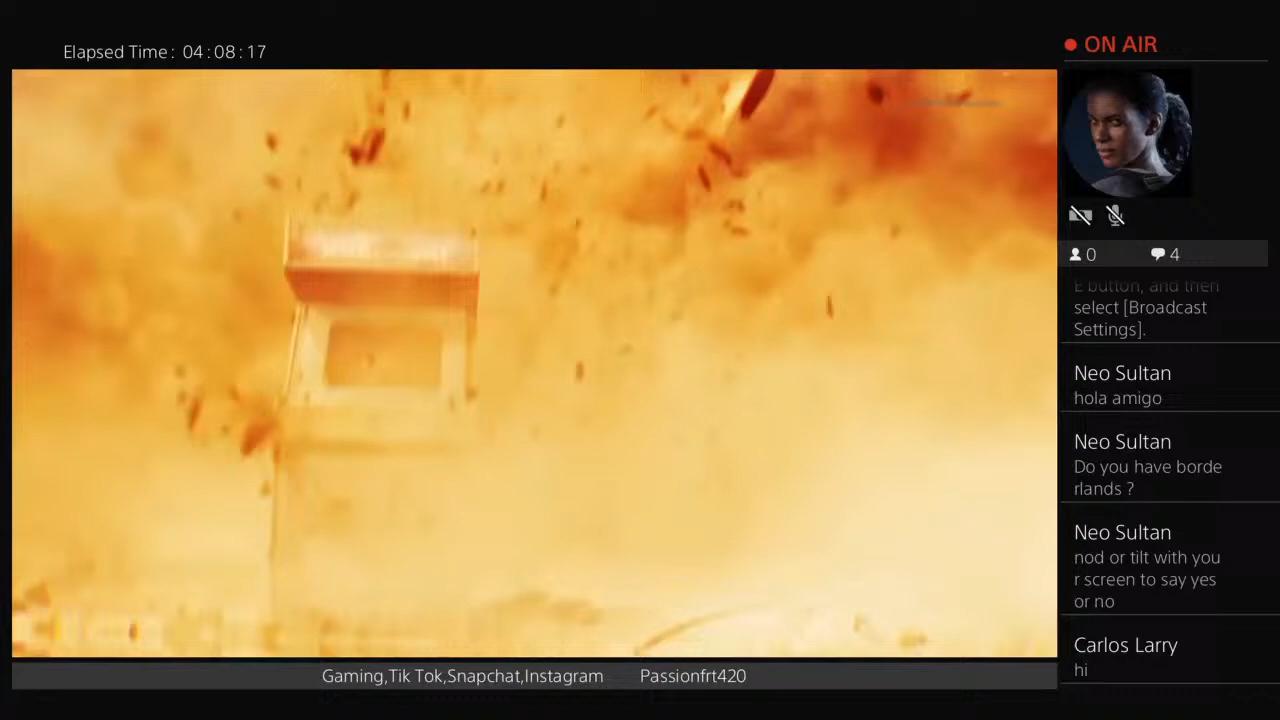 Elapsed Time: 04:08:17
ON AIR
0 4
E button, and then
select [Broadcast
Settings].
Neo Sultan
hola amigo
Neo Sultan
Do you have borde
rlands ?
Neo Sultan
nod or tilt with you
r screen to say yes
or no
Carlos Larry
hi
Gaming,Tik Tok,Snapchat,Instagram Passionfrt420